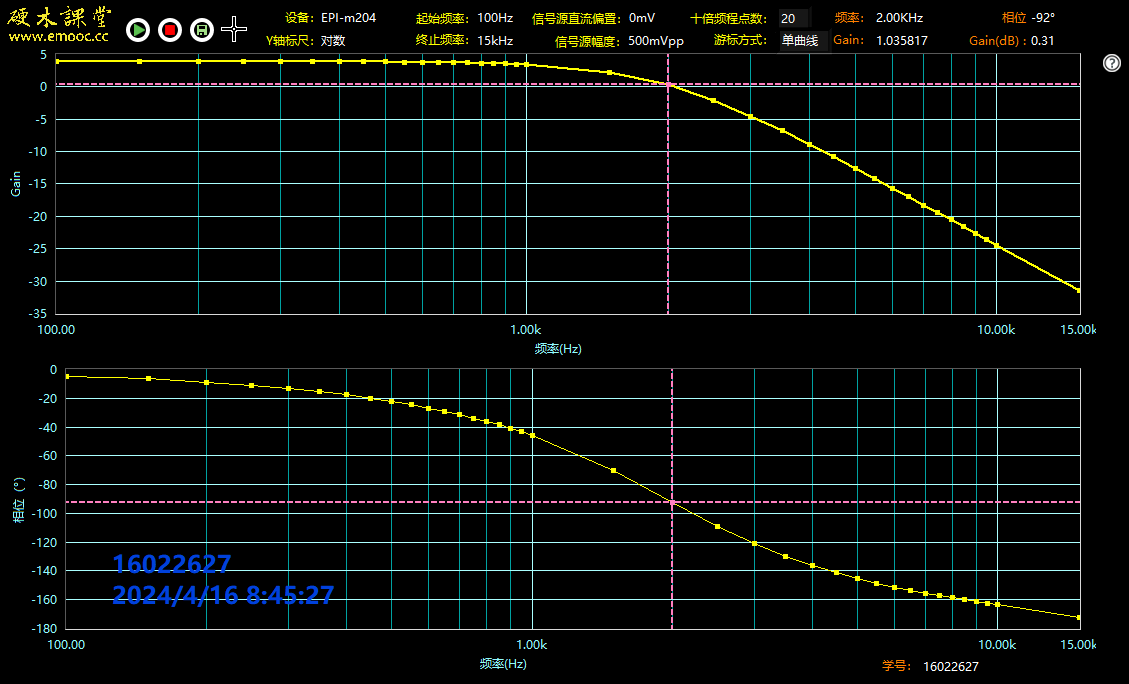 硬木課堂
www.emooc.cc
设备: EPI-m204 起始频率: 100Hz 信号源直流偏置: 0mV 十倍频程点数: 20 频率: 2.00KHz 相位 -92°
Y轴标尺: 对数 终止频率: 15kHz 信号源幅度: 500mVpp 游标方式: 单曲线 Gain: 1.035817 Gain(dB) : 0.31
?
5
0
-5
-10
-15
-20
-25
-30
-35
Gain
100.00 1.00k 10.00k 15.00k
频率(Hz)
0
-20
-40
-60
-80
-100
-120
-140
-160
-180
相位 (°)
16022627
2024/4/16 8:45:27
100.00 1.00k 10.00k 15.00k
频率(Hz)
学号: 16022627